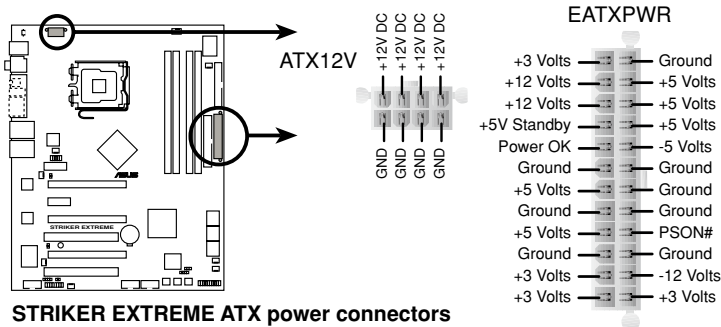 EATXPWR
ATX12V
+12V DC
+12V DC
+12V DC
+12V DC
GND
GND
GND
GND
+3 Volts
Ground
+12 Volts
+5 Volts
+12 Volts
+5 Volts
+5V Standby
+5 Volts
Power OK
-5 Volts
Ground
Ground
+5 Volts
Ground
Ground
Ground
+5 Volts
PSON#
Ground
Ground
+3 Volts
-12 Volts
+3 Volts
+3 Volts
ASUS
STRIKER EXTREME
STRIKER EXTREME ATX power connectors